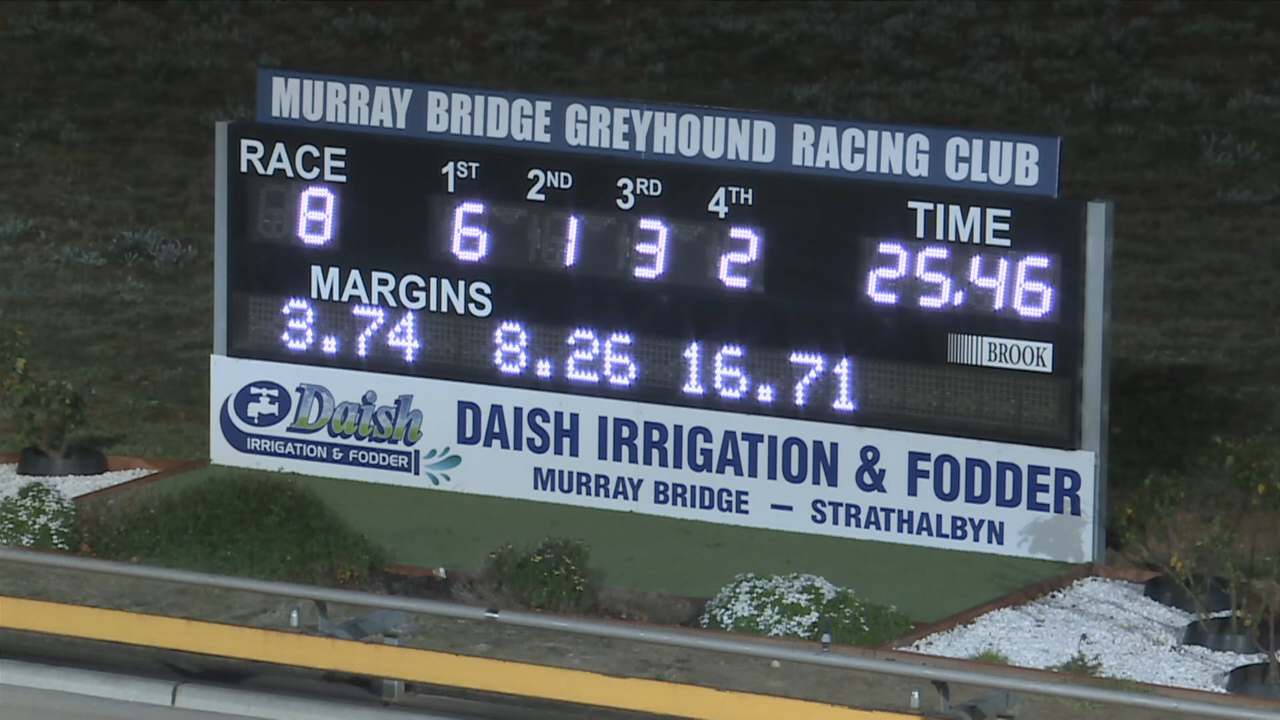 MURRAY BRIDGE GREYHOUND RACING CLUB
RACE 1ST 2ND 3RD 4TH TIME
8 6 1 3 2 25.46
MARGINS
3.74 8.26 16.71
BROOK
Daish
IRRIGATION & FODDER
DAISH IRRIGATION & FODDER
MURRAY BRIDGE – STRATHALBYN